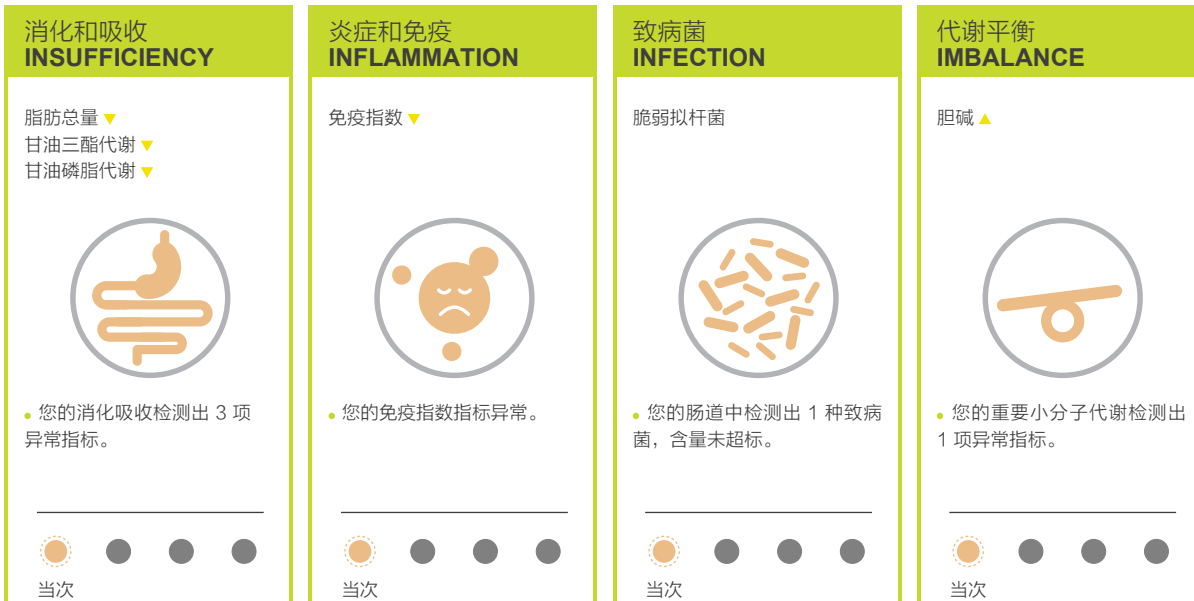 消化和吸收
INSUFFICIENCY
脂肪总量
甘油三酯代谢
甘油磷脂代谢
您的消化吸收检测出 3 项
异常指标。
当次
炎症和免疫
INFLAMMATION
免疫指数
您的免疫指数指标异常。
当次
致病菌
INFECTION
脆弱拟杆菌
您的肠道中检测出 1 种致病
菌，含量未超标。
当次
代谢平衡
IMBALANCE
胆碱
您的重要小分子代谢检测出
1 项异常指标。
当次